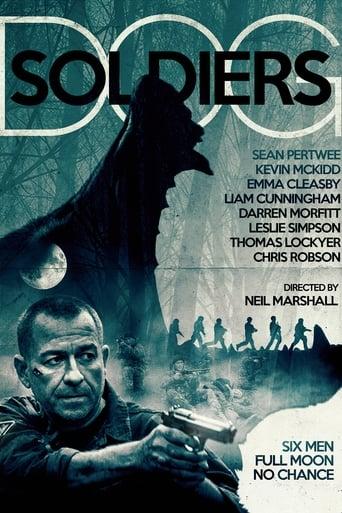 DOG
SOLDIERS
SEAN PERTWEE
KEVIN MCKIDD
EMMA CLEASBY
LIAM CUNNINGHAM
DARREN MORFITT
LESLIE SIMPSON
THOMAS LOCKYER
CHRIS ROBSON
DIRECTED BY
NEIL MARSHALL
SIX MEN
FULL MOON
NO CHANCE